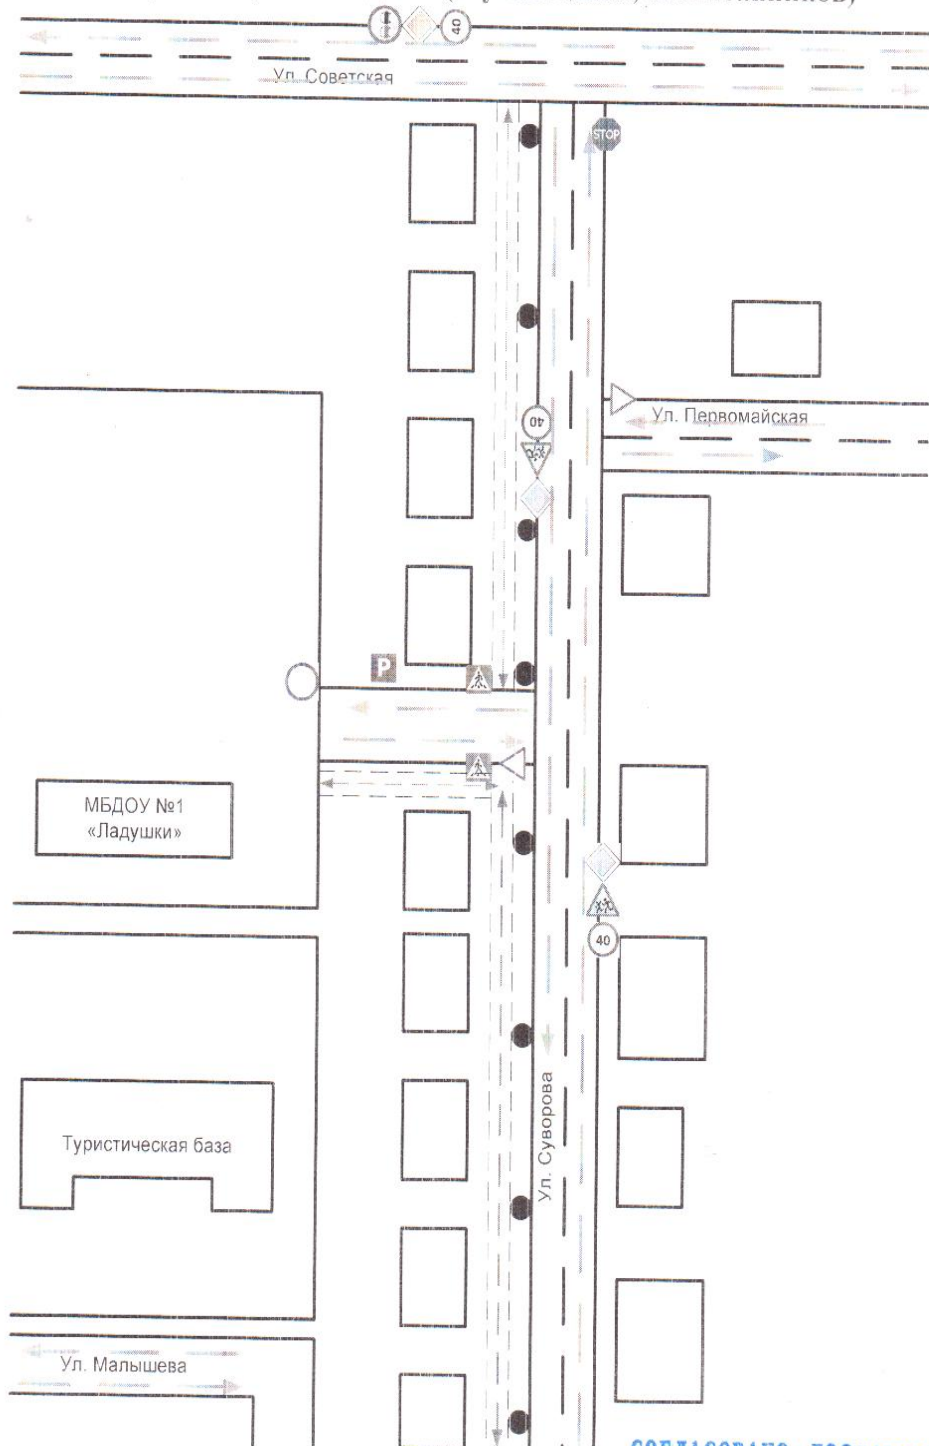 40
Ул. Советская
STOP
40
Ул. Первомайская
P
МБДОУ №1
«Ладушки»
40
Ул. Суворова
Туристическая база
Ул. Малышева